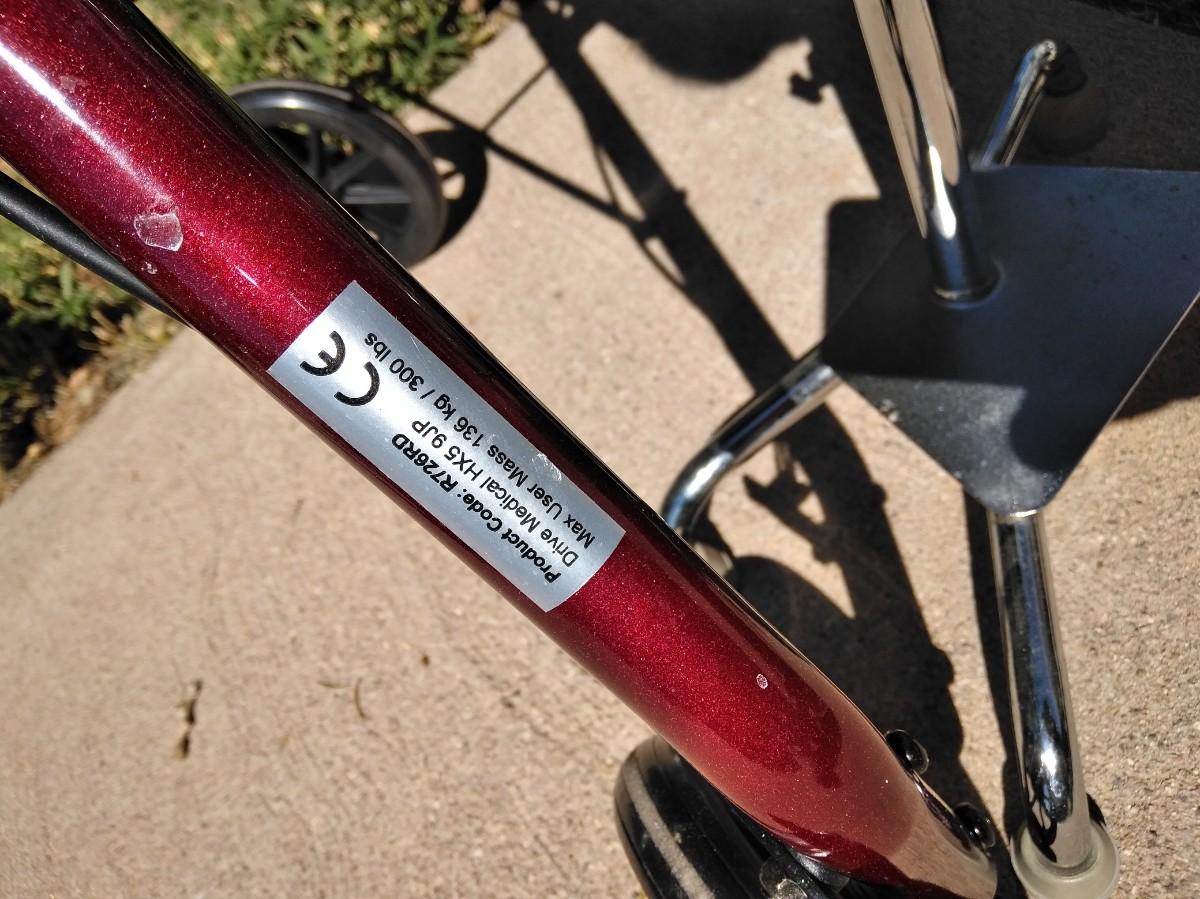 Product Code: R726RD
Drive Medical HX5 9JP
Max User Mass 136 kg / 300 lbs
CE